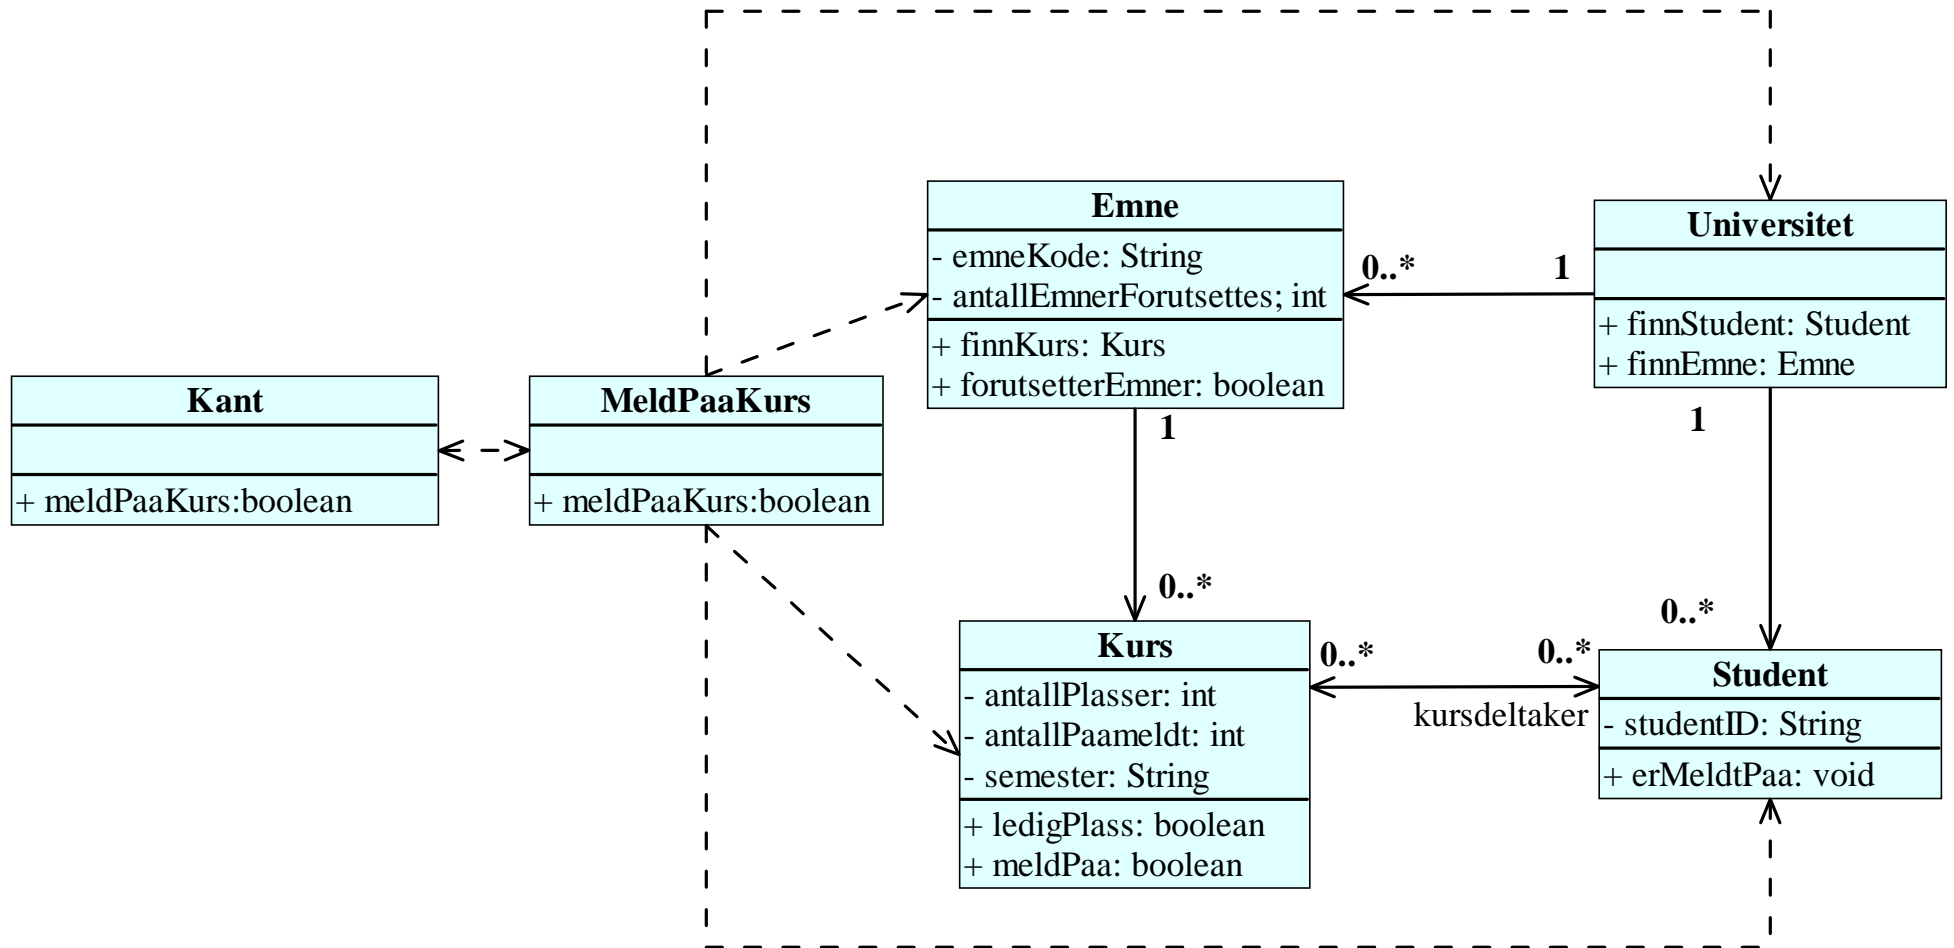 Emne
- emneKode: String
- antallEmnerForutsettes; int
+ finnKurs: Kurs
+ forutsetterEmner: boolean
0..*
1
Universitet
+ finnStudent: Student
+ finnEmne: Emne
Kant
+ meldPaaKurs:boolean
MeldPaaKurs
+ meldPaaKurs:boolean
1
0..*
1
0..*
Kurs
- antallPlasser: int
- antallPaameldt: int
- semester: String
+ ledigPlass: boolean
+ meldPaa: boolean
0..*
0..*
kursdeltaker
Student
- studentID: String
+ erMeldtPaa: void